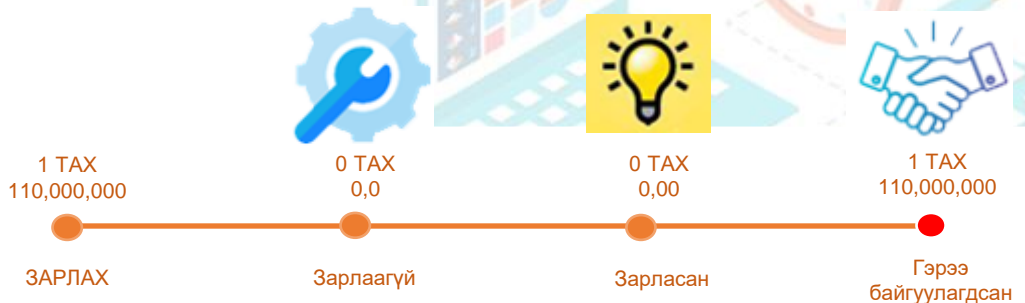 1 ТАХ
110,000,000
0 ТАХ
0,0
0 ТАХ
0,00
1 ТАХ
110,000,000
ЗАРЛАХ
Зарлаагүй
Зарласан
Гэрээ
байгуулагдсан